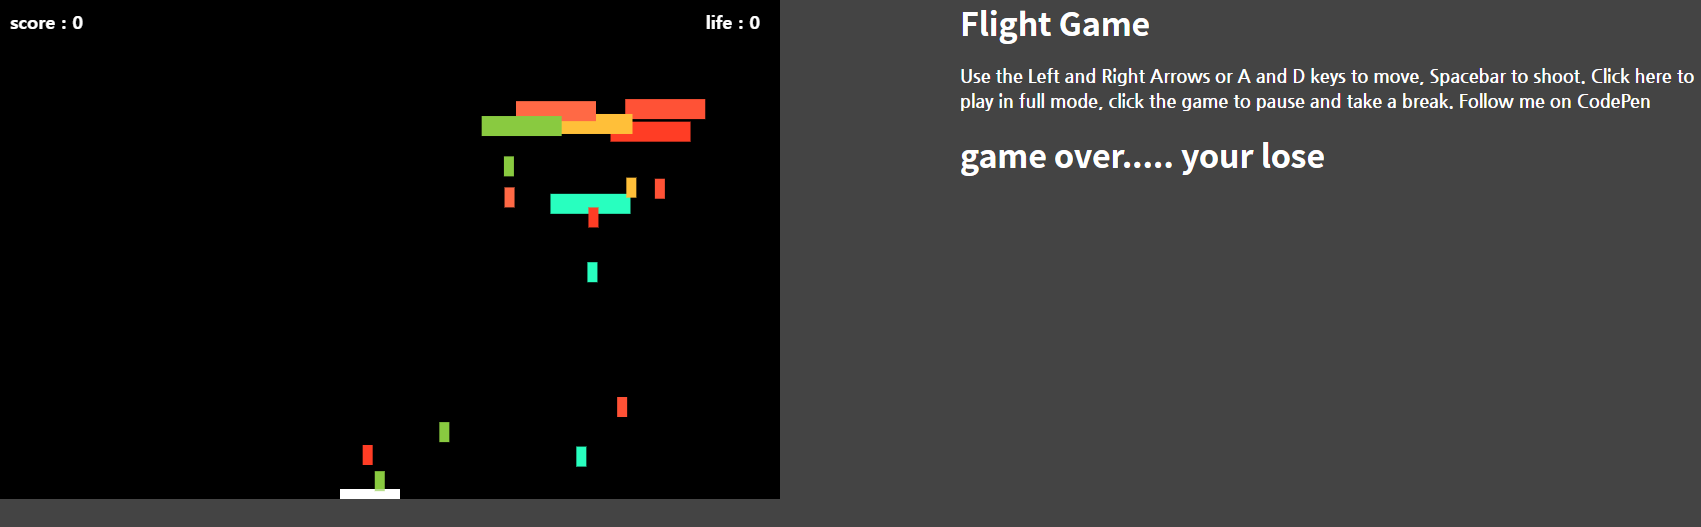 score : 0
life : 0
Flight Game
Use the Left and Right Arrows or A and D keys to move, Spacebar to shoot. Click here to
play in full mode, click the game to pause and take a break. Follow me on CodePen
game over..... your lose